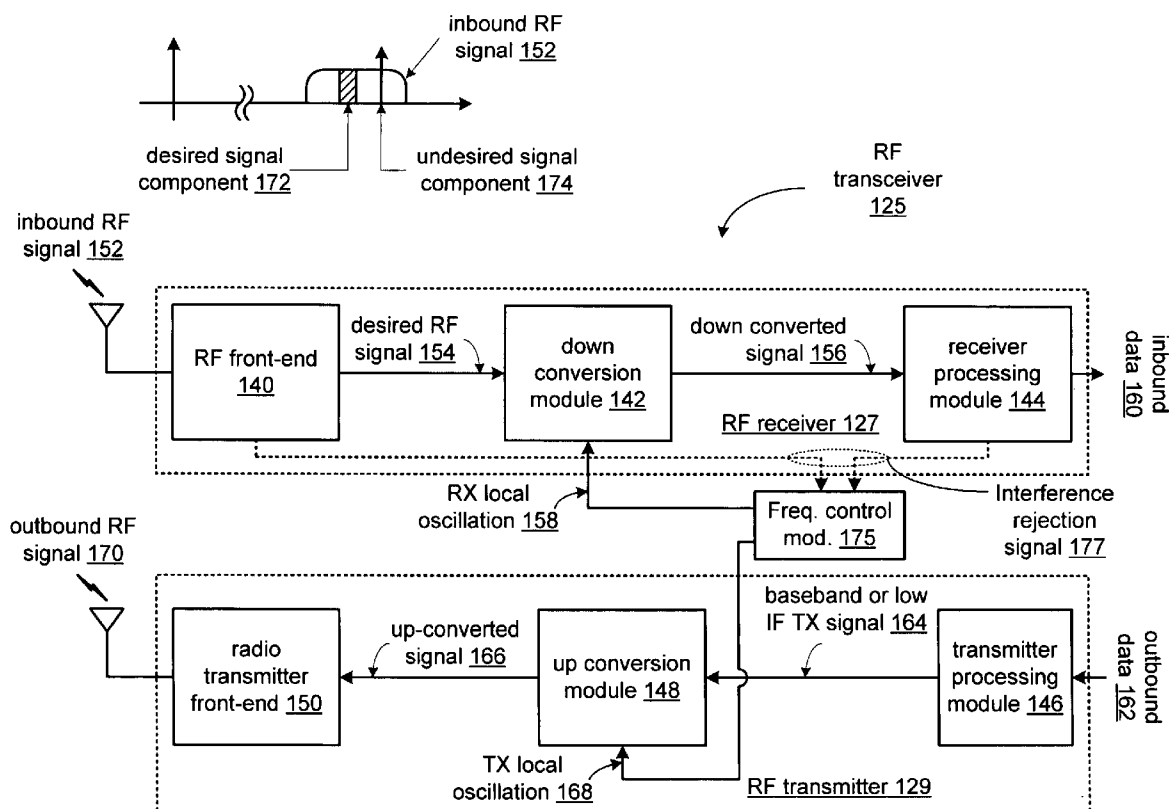 inbound RF
signal 152
desired signal
component 172
undesired signal
component 174
RF
transceiver
125
inbound RF
signal 152
RF front-end
140
desired RF
signal 154
down
conversion
module 142
down converted
signal 156
receiver
processing
module 144
inbound
data 160
RF receiver 127
RX local
oscillation 158
Freq. control
mod. 175
Interference
rejection
signal 177
outbound RF
signal 170
radio
transmitter
front-end 150
up-converted
signal 166
up conversion
module 148
baseband or low
IF TX signal 164
transmitter
processing
module 146
outbound
data 162
TX local
oscillation 168
RF transmitter 129